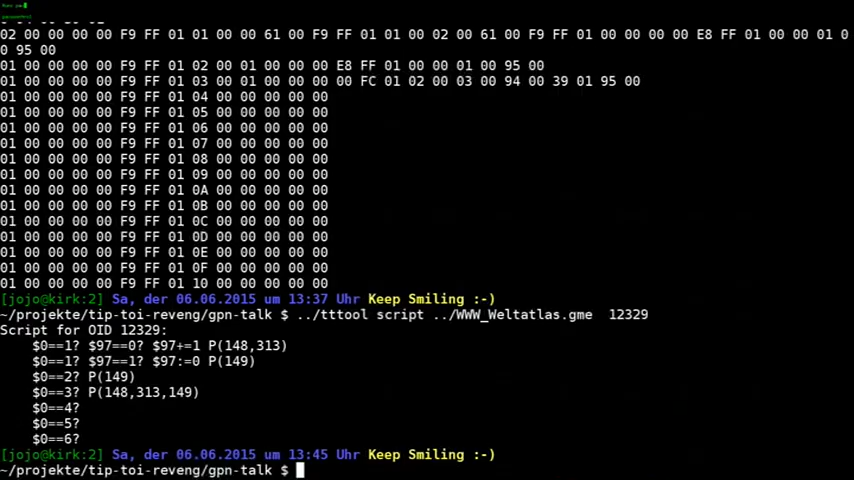 02 00 00 00 00 F9 FF 01 01 00 00 61 00 F9 FF 01 01 00 02 00 61 00 F9 FF 01 00 00 00 00 E8 FF 01 00 00 01 0
0 95 00
01 00 00 00 00 F9 FF 01 02 00 01 00 00 00 E8 FF 01 00 00 01 00 95 00
01 00 00 00 00 F9 FF 01 03 00 01 00 00 00 00 FC 01 02 00 03 00 94 00 39 01 95 00
01 00 00 00 00 F9 FF 01 04 00 00 00 00 00
01 00 00 00 00 F9 FF 01 05 00 00 00 00 00
01 00 00 00 00 F9 FF 01 06 00 00 00 00 00
01 00 00 00 00 F9 FF 01 07 00 00 00 00 00
01 00 00 00 00 F9 FF 01 08 00 00 00 00 00
01 00 00 00 00 F9 FF 01 09 00 00 00 00 00
01 00 00 00 00 F9 FF 01 0A 00 00 00 00 00
01 00 00 00 00 F9 FF 01 0B 00 00 00 00 00
01 00 00 00 00 F9 FF 01 0C 00 00 00 00 00
01 00 00 00 00 F9 FF 01 0D 00 00 00 00 00
01 00 00 00 00 F9 FF 01 0E 00 00 00 00 00
01 00 00 00 00 F9 FF 01 0F 00 00 00 00 00
01 00 00 00 00 F9 FF 01 10 00 00 00 00 00
[jojo@kirk:2] Sa, der 06.06.2015 um 13:37 Uhr Keep Smiling :-)
~/projekte/tip-toi-reveng/gpn-talk $ ../tttool script ../WWW_Weltatlas.gme  12329
Script for OID 12329:
$0==1? $97==0? $97+=1 P(148,313)
$0==1? $97==1? $97:=0 P(149)
$0==2? P(149)
$0==3? P(148,313,149)
$0==4?
$0==5?
$0==6?
[jojo@kirk:2] Sa, der 06.06.2015 um 13:45 Uhr Keep Smiling :-)
~/projekte/tip-toi-reveng/gpn-talk $